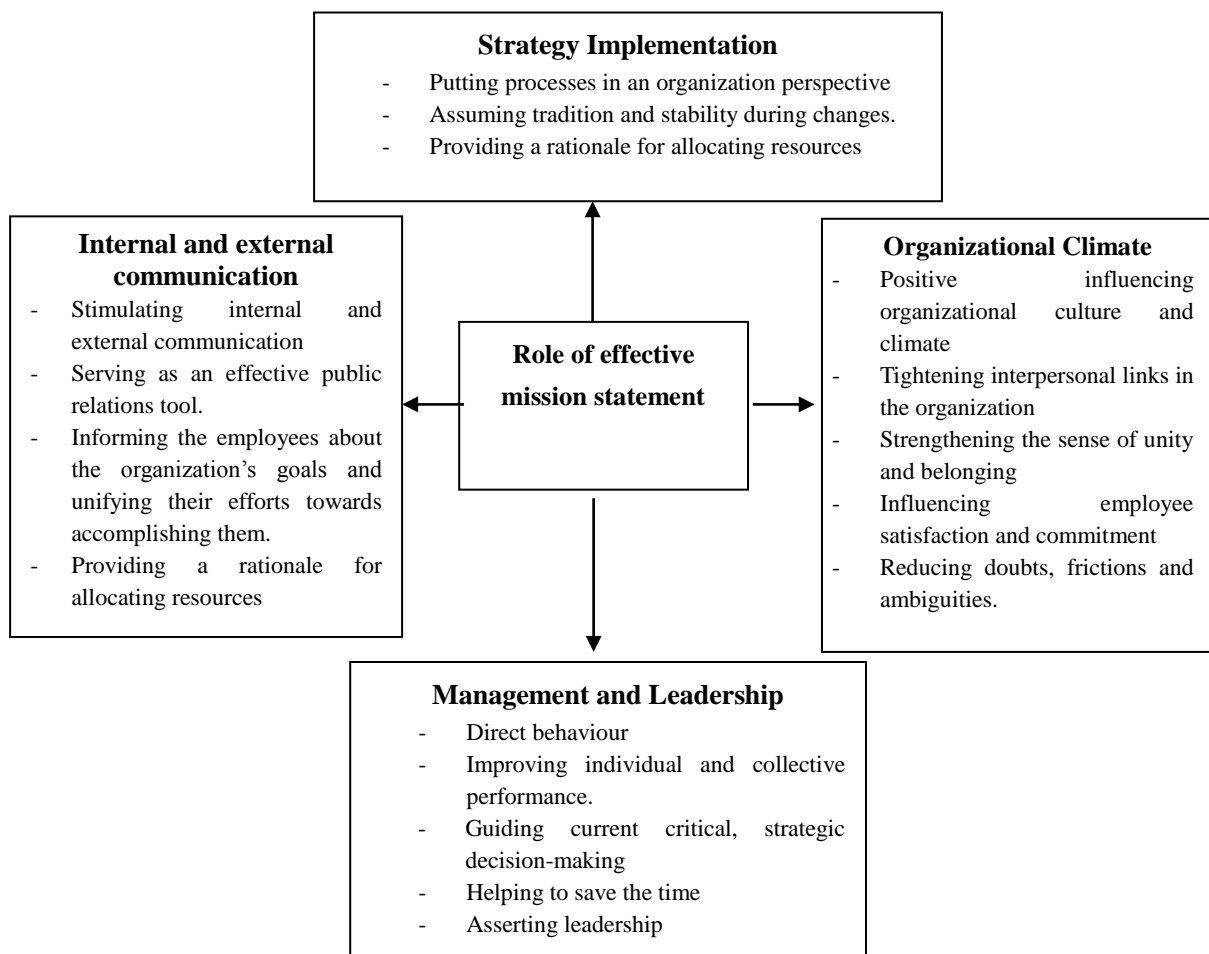 Strategy Implementation
- Putting processes in an organization perspective
- Assuming tradition and stability during changes.
- Providing a rationale for allocating resources
Internal and external
communication
- Stimulating internal and
external communication
- Serving as an effective public
relations tool.
- Informing the employees about
the organization’s goals and
unifying their efforts towards
accomplishing them.
- Providing a rationale for
allocating resources
Role of effective
mission statement
Organizational Climate
- Positive influencing
organizational culture and
climate
- Tightening interpersonal links in
the organization
- Strengthening the sense of unity
and belonging
- Influencing employee
satisfaction and commitment
- Reducing doubts, frictions and
ambiguities.
Management and Leadership
- Direct behaviour
- Improving individual and collective
performance.
- Guiding current critical, strategic
decision-making
- Helping to save the time
- Asserting leadership